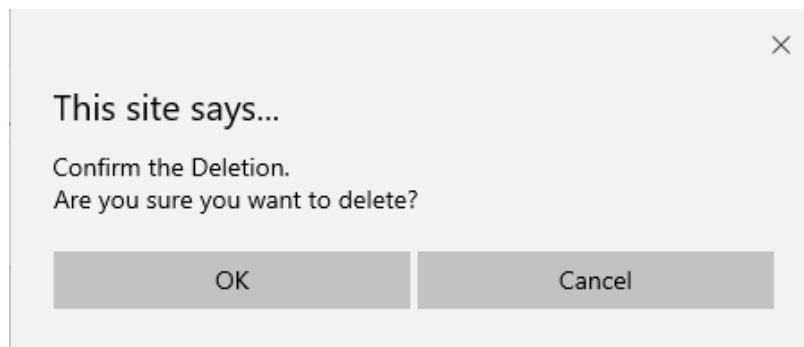 This site says...
Confirm the Deletion.
Are you sure you want to delete?
OK
Cancel